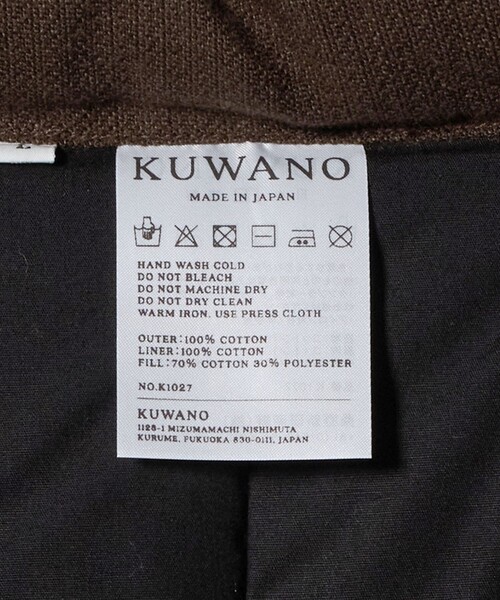 KUWANO
MADE IN JAPAN
HAND WASH COLD
DO NOT BLEACH
DO NOT MACHINE DRY
DO NOT DRY CLEAN
WARM IRON. USE PRESS CLOTH
OUTER:100% COTTON
LINER:100% COTTON
FILL:70% COTTON 30% POLYESTER
NO.K1027
KUWANO
1128-1 MIZUMAMACHI NISHIMUTA
KURUME, FUKUOKA 830-0111, JAPAN